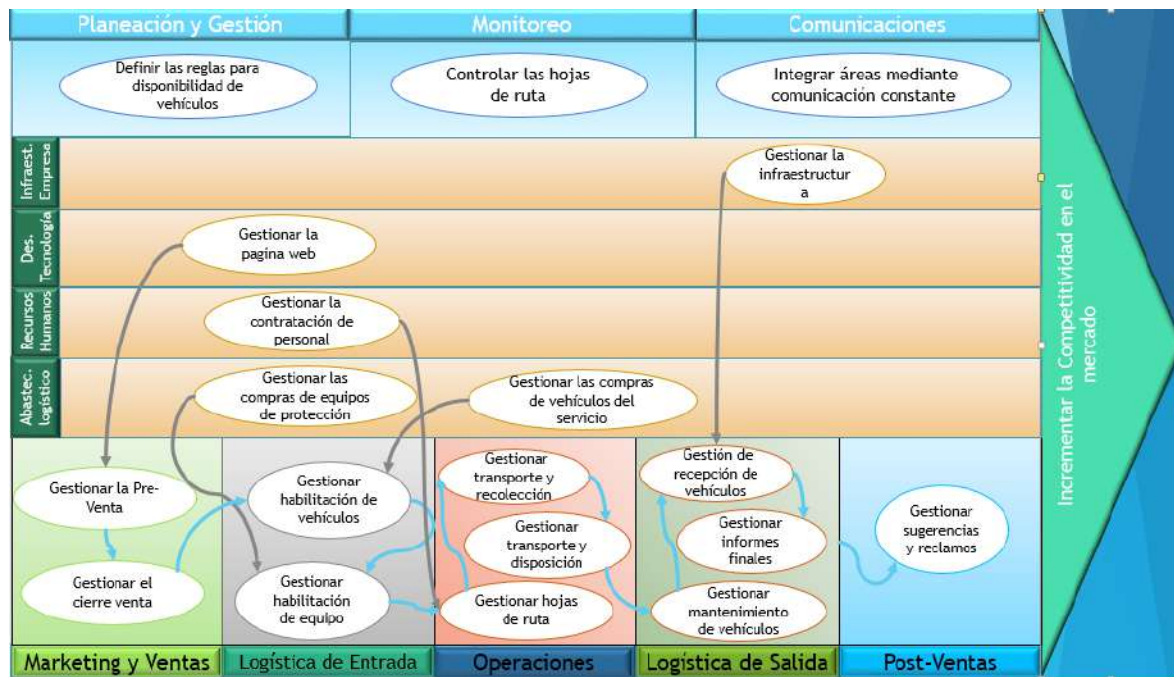 Planeación y Gestión
Monitoreo
Comunicaciones
Definir las reglas para
disponibilidad de
vehículos
Controlar las hojas
de ruta
Integrar áreas mediante
comunicación constante
Infraest.
Empresa
Gestionar la
infraestructur
a
Des.
Tecnología
Gestionar la
pagina web
Recursos
Humanos
Gestionar la
contratación de
personal
Abastec.
logístico
Gestionar las
compras de equipos
de protección
Gestionar las compras
de vehículos del
servicio
Gestionar la Pre-
Venta
Gestionar el
cierre venta
Gestionar
habilitación de
vehículos
Gestionar
habilitación
de equipo
Gestionar
transporte y
recolección
Gestionar
transporte y
disposición
Gestionar hojas
de ruta
Gestión de
recepción de
vehículos
Gestionar
informes
finales
Gestionar
mantenimiento
de vehículos
Gestionar
sugerencias
y reclamos
Marketing y Ventas
Logística de Entrada
Operaciones
Logística de Salida
Post-Ventas
Incrementar la Competitividad en el
mercado